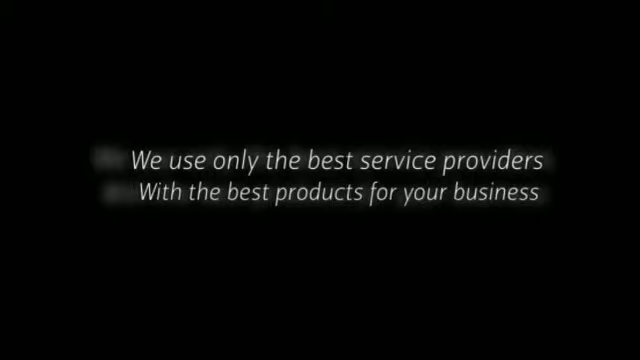 We use only the best service providers
With the best products for your business